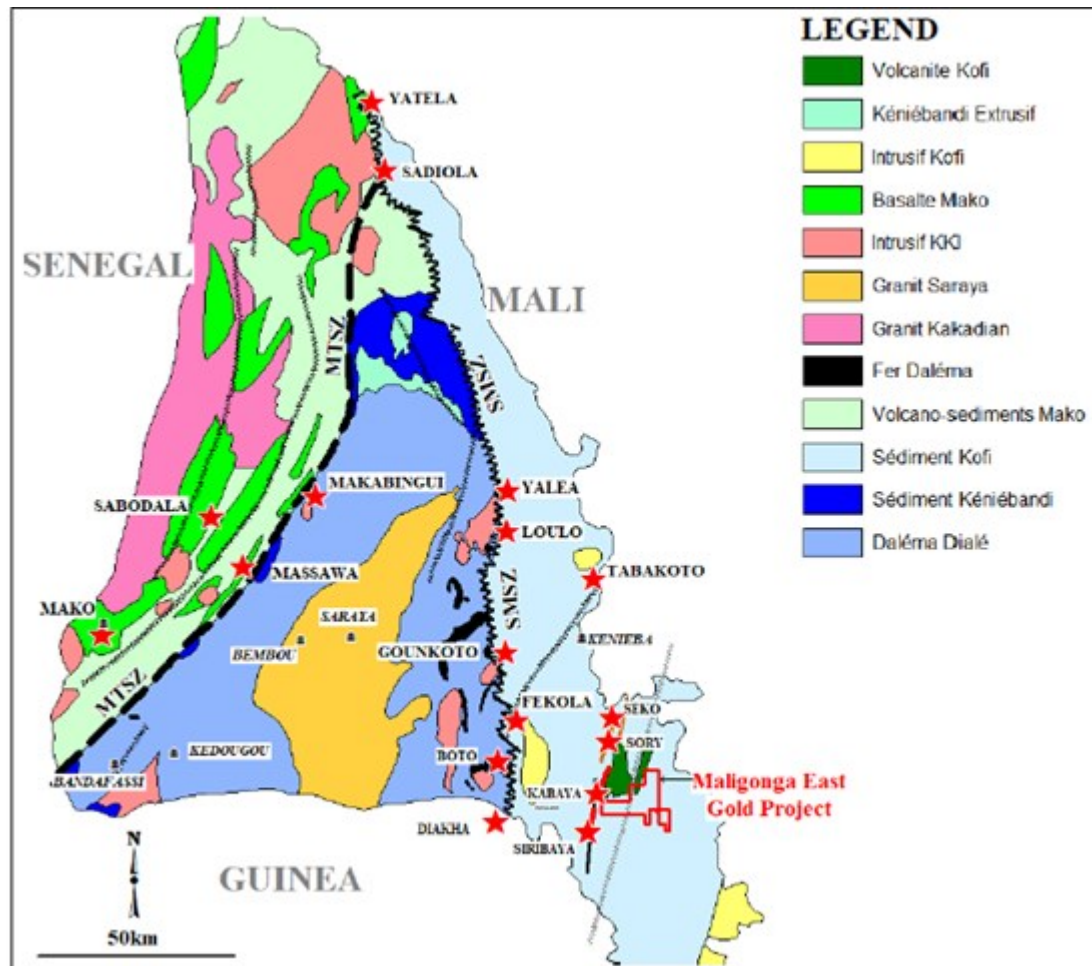 LEGEND
Volcanite Kofi
Kéniébandi Extrusif
Intrusif Kofi
Basalte Mako
Intrusif KKI
Granit Saraya
Granit Kakadian
Fer Daléma
Volcano-sediments Mako
Sédiment Kofi
Sédiment Kéniébandi
Daléma Dialé
YATELA
SADIOLA
SENEGAL
MALI
MTSZ
SMSZ
MAKABINGUI
YALEA
SABODALA
LOULO
MASSAWA
TABAKOTO
SMSZ
MAKO
SARAYA
KENIEBA
BEMBOU
GOUNKOTO
MTSZ
FEKOLA
SEKO
SORY
KEDOUGOU
BOTO
BANDAFASSI
KABAYA
Maligonga East
Gold Project
DIAKHA
SIRIBAYA
N
GUINEA
50km